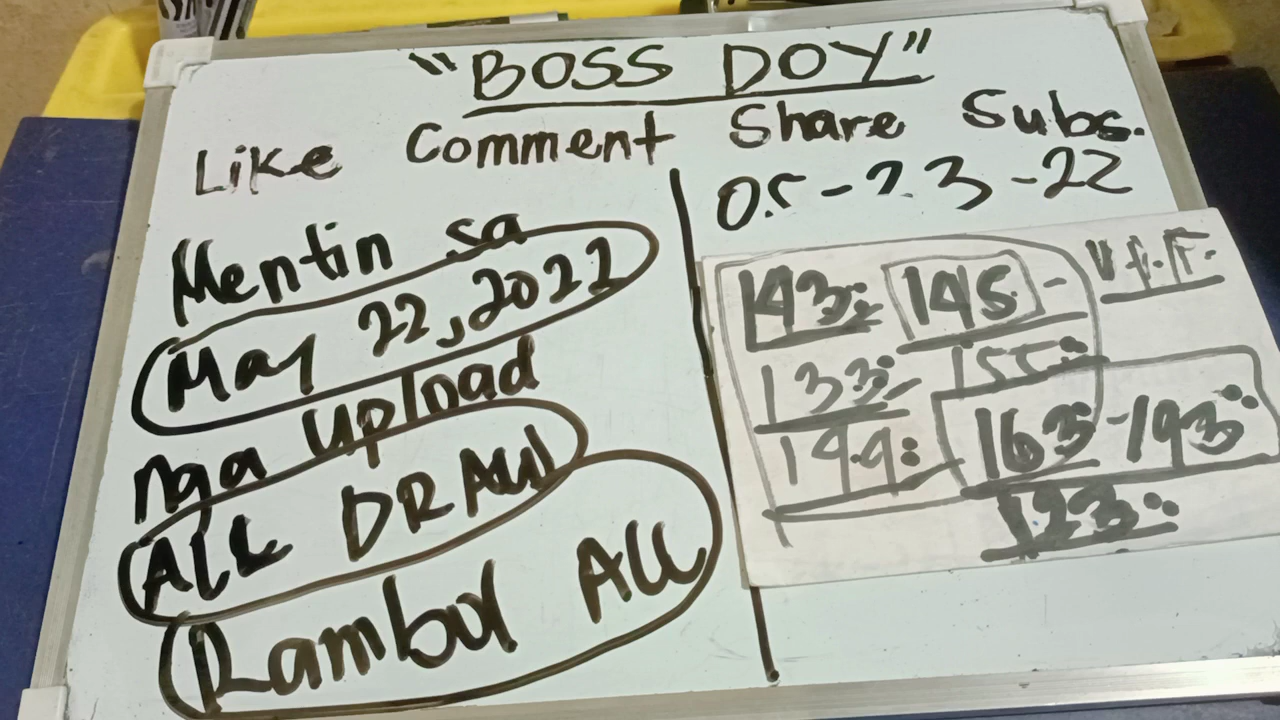 "BOSS DOY"
Like Comment Share Subs.
Mentin sa
May 22, 2022
nga upload
ALL DRAW
Rambol ALL
05-23-22
143: 145 - V.I.P.
133: 155:
149: 163 - 193:
123: